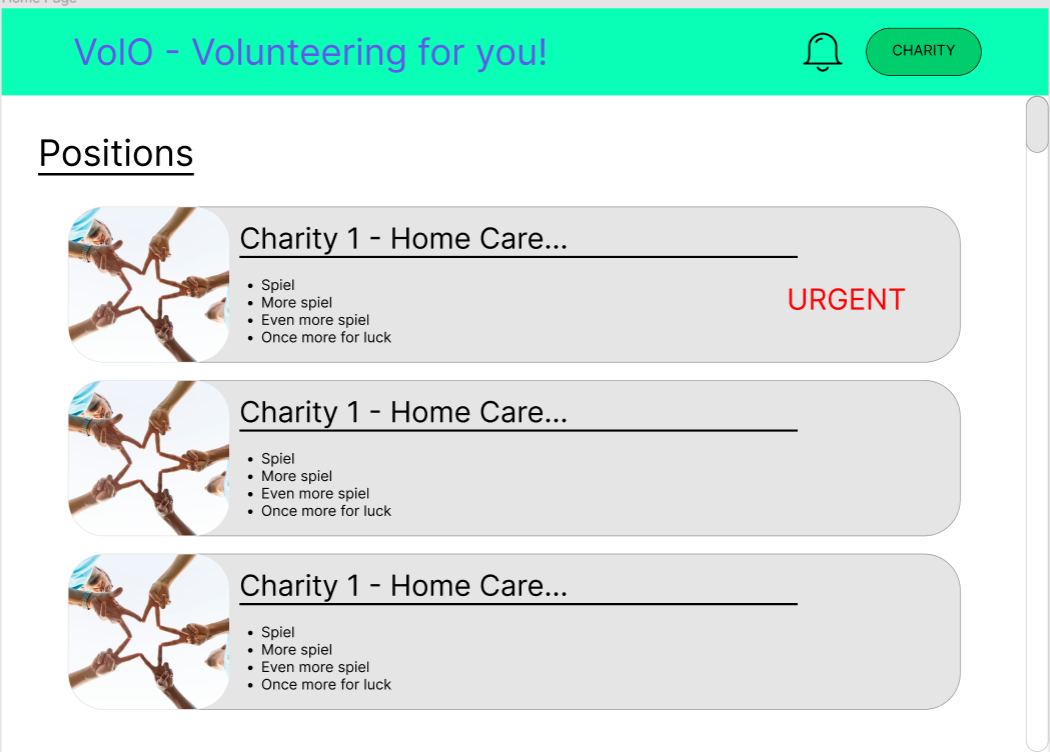 Home Page
VolO - Volunteering for you!
CHARITY
Positions
Charity 1 - Home Care...
Spiel
More spiel
Even more spiel
Once more for luck
URGENT
Charity 1 - Home Care...
Spiel
More spiel
Even more spiel
Once more for luck
Charity 1 - Home Care...
Spiel
More spiel
Even more spiel
Once more for luck